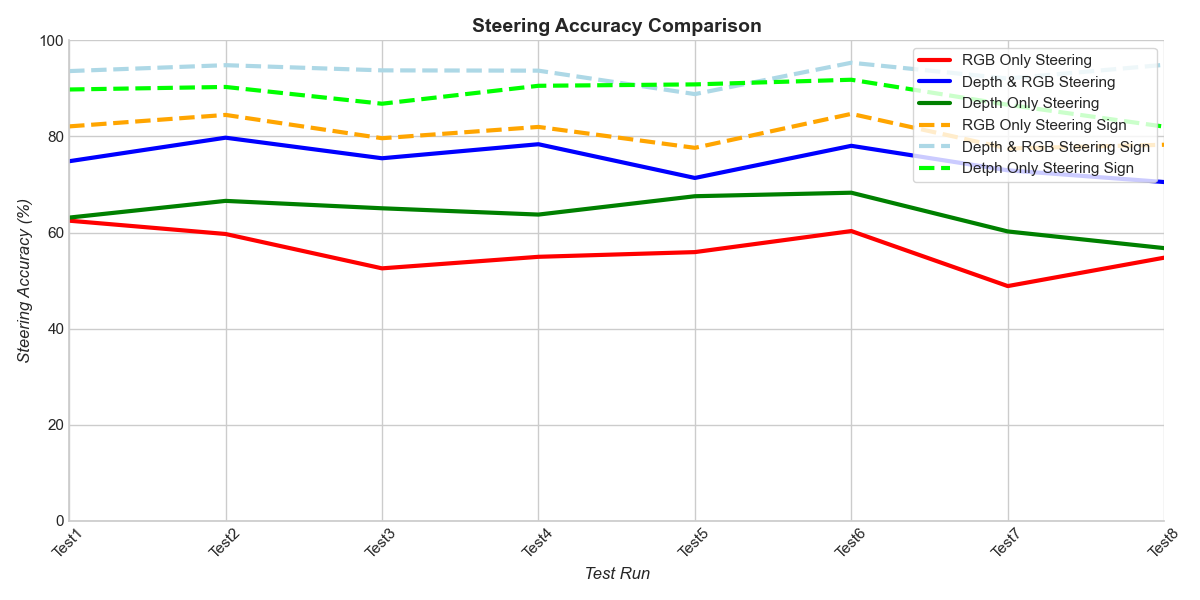 Steering Accuracy Comparison
100
80
60
40
20
0
Steering Accuracy (%)
RGB Only Steering
Depth & RGB Steering
Depth Only Steering
RGB Only Steering Sign
Depth & RGB Steering Sign
Detph Only Steering Sign
Test1
Test2
Test3
Test4
Test5
Test6
Test7
Test8
Test Run